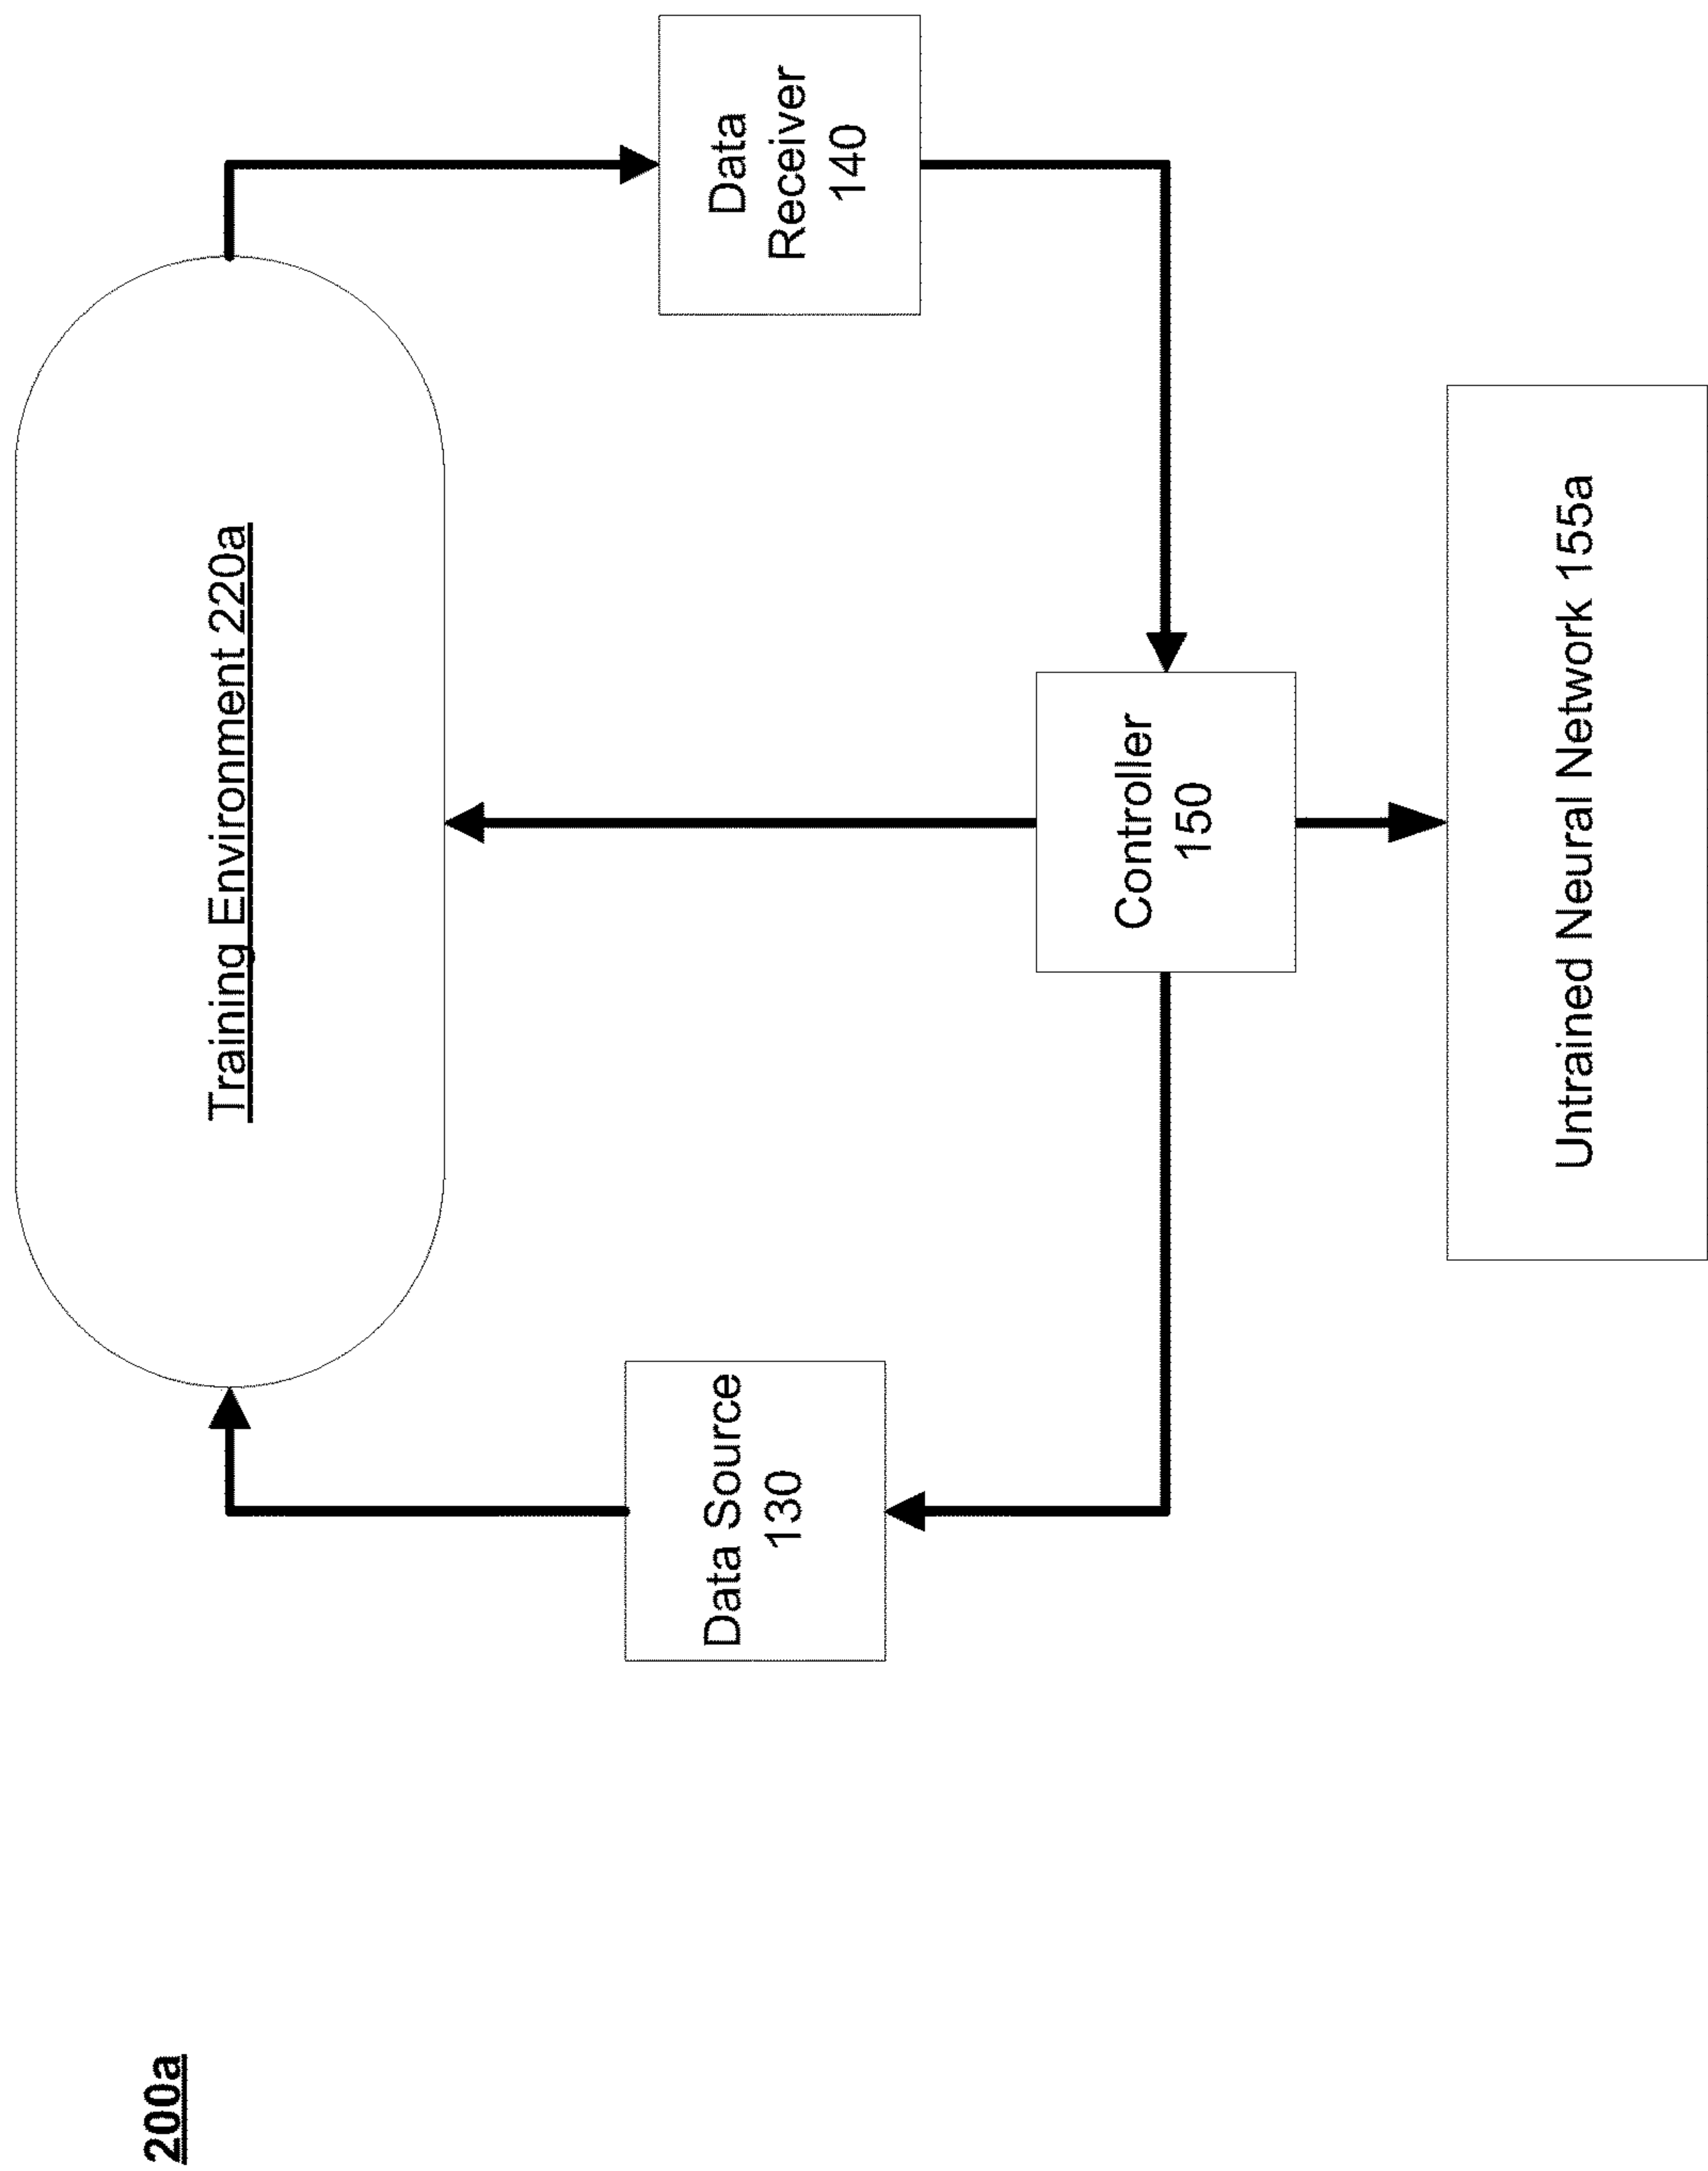 200a
Training Environment 220a
Data Source
130
Data
Receiver
140
Controller
150
Untrained Neural Network 155a